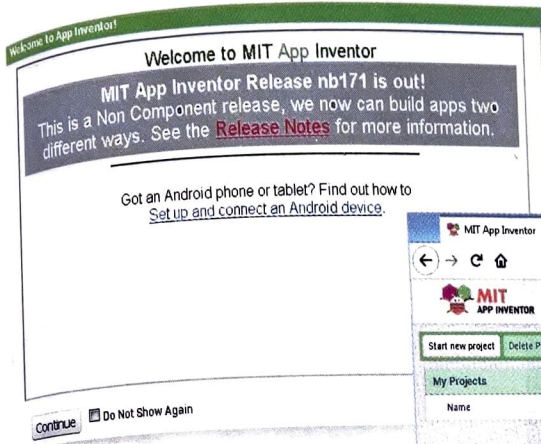 Welcome to App Inventor!
Welcome to MIT App Inventor
MIT App Inventor Release nb171 is out!
This is a Non Component release, we now can build apps two
different ways. See the Release Notes for more information.
Got an Android phone or tablet? Find out how to
Set up and connect an Android device.
Continue
Do Not Show Again
MIT App Inventor
MIT
APP INVENTOR
Start new project
Delete P
My Projects
Name